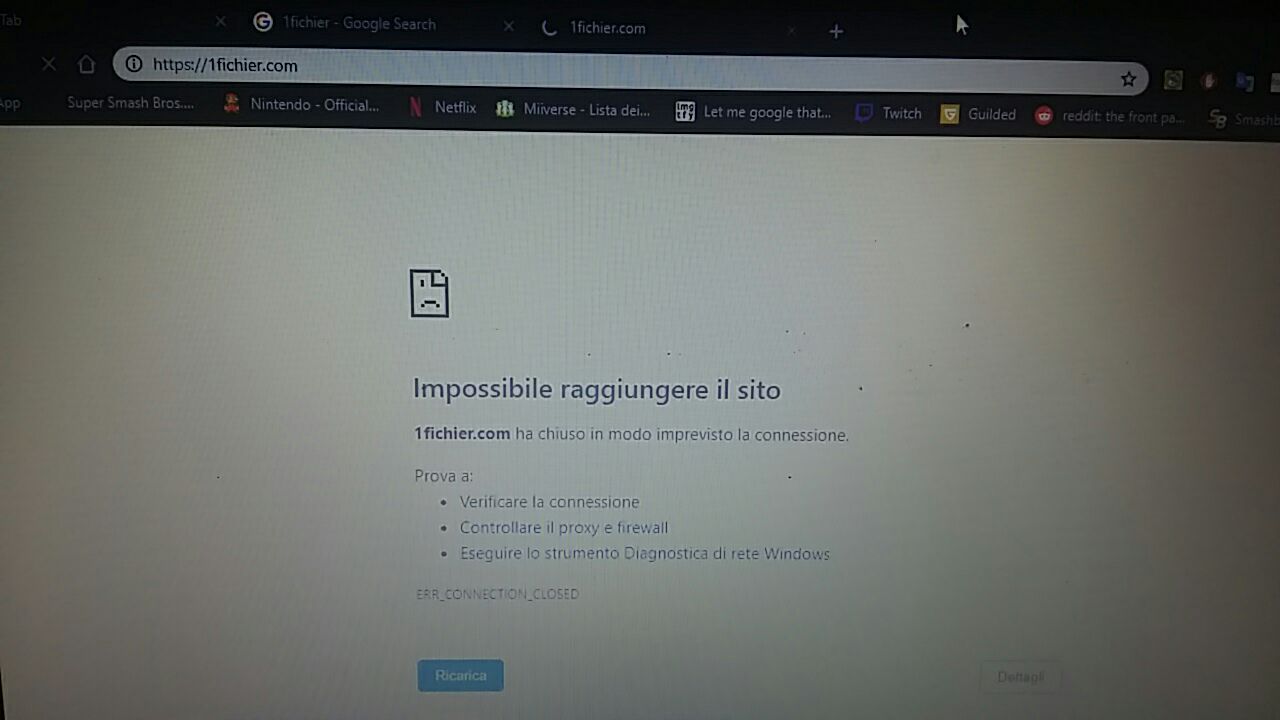 Tab
1fichier - Google Search
1fichier.com
https://1fichier.com
App
Super Smash Bros....
Nintendo - Official...
Netflix
Miiverse - Lista dei...
img
try
Let me google that...
Twitch
Guilded
reddit: the front pa...
SB
Smashb
Impossibile raggiungere il sito
1fichier.com ha chiuso in modo imprevisto la connessione.
Prova a:
• Verificare la connessione
• Controllare il proxy e firewall
• Eseguire lo strumento Diagnostica di rete Windows
ERR_CONNECTION_CLOSED
Ricarica
Dettagli